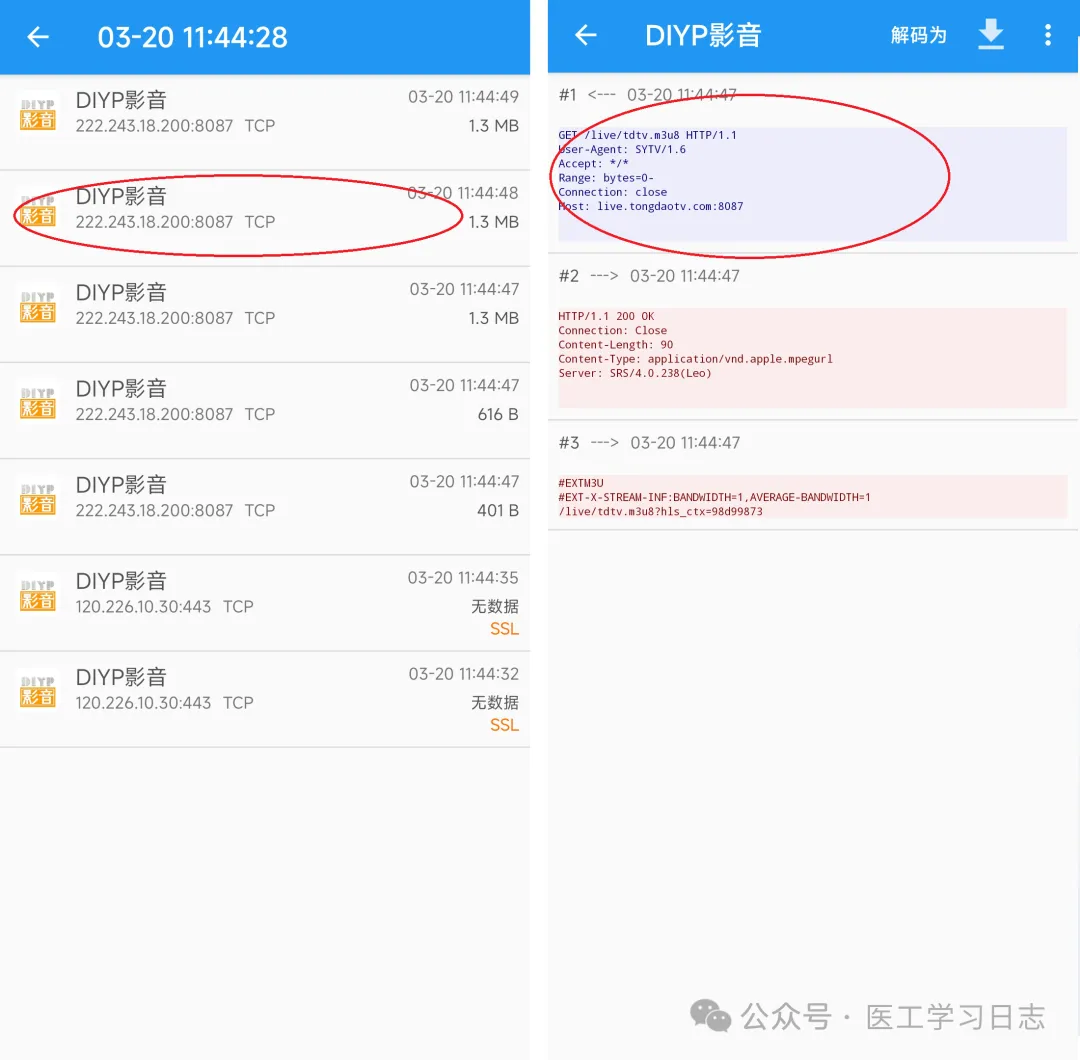 03-20 11:44:28
DIYP影音
03-20 11:44:49
222.243.18.200:8087 TCP
1.3 MB
DIYP
影音
DIYP影音
03-20 11:44:48
222.243.18.200:8087 TCP
1.3 MB
DIYP
影音
DIYP影音
03-20 11:44:47
222.243.18.200:8087 TCP
1.3 MB
DIYP
影音
DIYP影音
03-20 11:44:47
222.243.18.200:8087 TCP
616 B
DIYP
影音
DIYP影音
03-20 11:44:47
222.243.18.200:8087 TCP
401 B
DIYP
影音
DIYP影音
03-20 11:44:35
120.226.10.30:443 TCP
无数据
SSL
DIYP
影音
DIYP影音
03-20 11:44:32
120.226.10.30:443 TCP
无数据
SSL
DIYP
影音
DIYP影音
解码为
#1 <--- 03-20 11:44:47
GET /live/tdtv.m3u8 HTTP/1.1
User-Agent: SYTV/1.6
Accept: */*
Range: bytes=0-
Connection: close
Host: live.tongdaotv.com:8087
#2 ---> 03-20 11:44:47
HTTP/1.1 200 OK
Connection: Close
Content-Length: 90
Content-Type: application/vnd.apple.mpegurl
Server: SRS/4.0.238(Leo)
#3 ---> 03-20 11:44:47
#EXTM3U
#EXT-X-STREAM-INF:BANDWIDTH=1,AVERAGE-BANDWIDTH=1
/live/tdtv.m3u8?hls_ctx=98d99873
公众号 · 医工学习日志